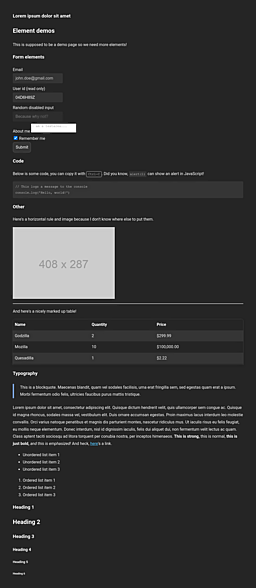 Lorem ipsum dolor sit amet
Element demos
This is supposed to be a demo page so we need more elements!
Form elements
Email
john.doe@gmail.com
User id (read only)
Random disabled input
Because why not?
About me
Remember me
Submit
Code
Below is some code, you can copy it with
Did you know,
can show an alert in JavaScript!
// This logs a message to the console
console.log("Hello, world!");
Other
Here's a horizontal rule and image because I don't know where else to put them.
408 x 287
And here's a nicely marked up table!
Name Quantity Price
Godzilla 2 $299.99
Mozilla 10 $100,000.00
Quesadilla 1 $2.22
Typography
This is a blockquote. Maecenas blandit, quam vel sodales facilisis, urna erat fringilla sem, sed egestas quam erat a ipsum.
Morbi fermentum odio felis, ultricies faucibus purus mattis tristique.
Lorem ipsum dolor sit amet, consectetur adipiscing elit. Quisque dictum hendrerit velit, quis ullamcorper sem congue ac. Quisque
id magna rhoncus, sodales massa vel, vestibulum elit. Duis ornare accumsan egestas. Proin maximus lacus interdum leo molestie
convallis. Orci varius natoque penatibus et magnis dis parturient montes, nascetur ridiculus mus. Ut iaculis risus eu felis feugiat,
eu mollis neque elementum. Donec interdum, nisl id dignissim iaculis, felis dui aliquet dui, non fermentum velit lectus ac quam.
Class aptent taciti sociosqu ad litora torquent per conubia nostra, per inceptos himenaeos. This is strong, this is normal, this is
just bold, and this is emphasized! And heck, here's a link.
Unordered list item 1
Unordered list item 2
Unordered list item 3
1. Ordered list item 1
2. Ordered list item 2
3. Ordered list item 3
Heading 1
Heading 2
Heading 3
Heading 4
Heading 5
Heading 6